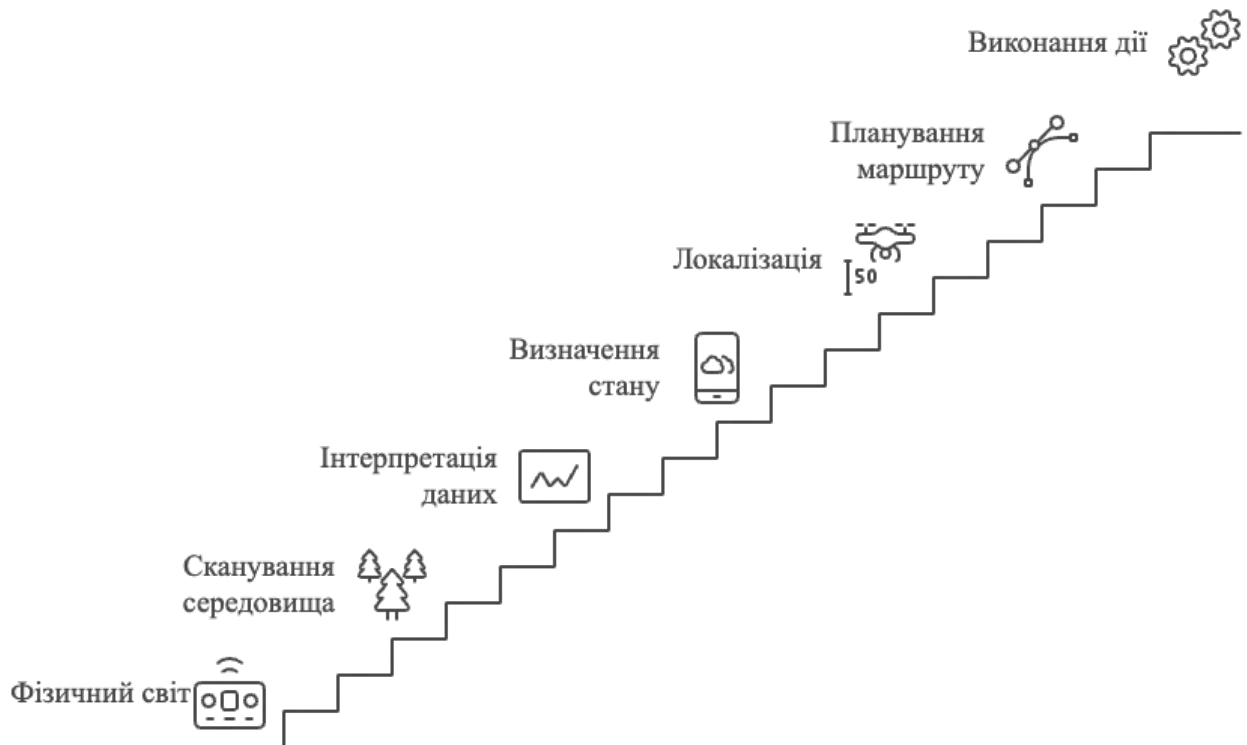 Виконання дії
Планування
маршруту
Локалізація
50
Визначення
стану
Інтерпретація
даних
Сканування
середовища
Фізичний світ